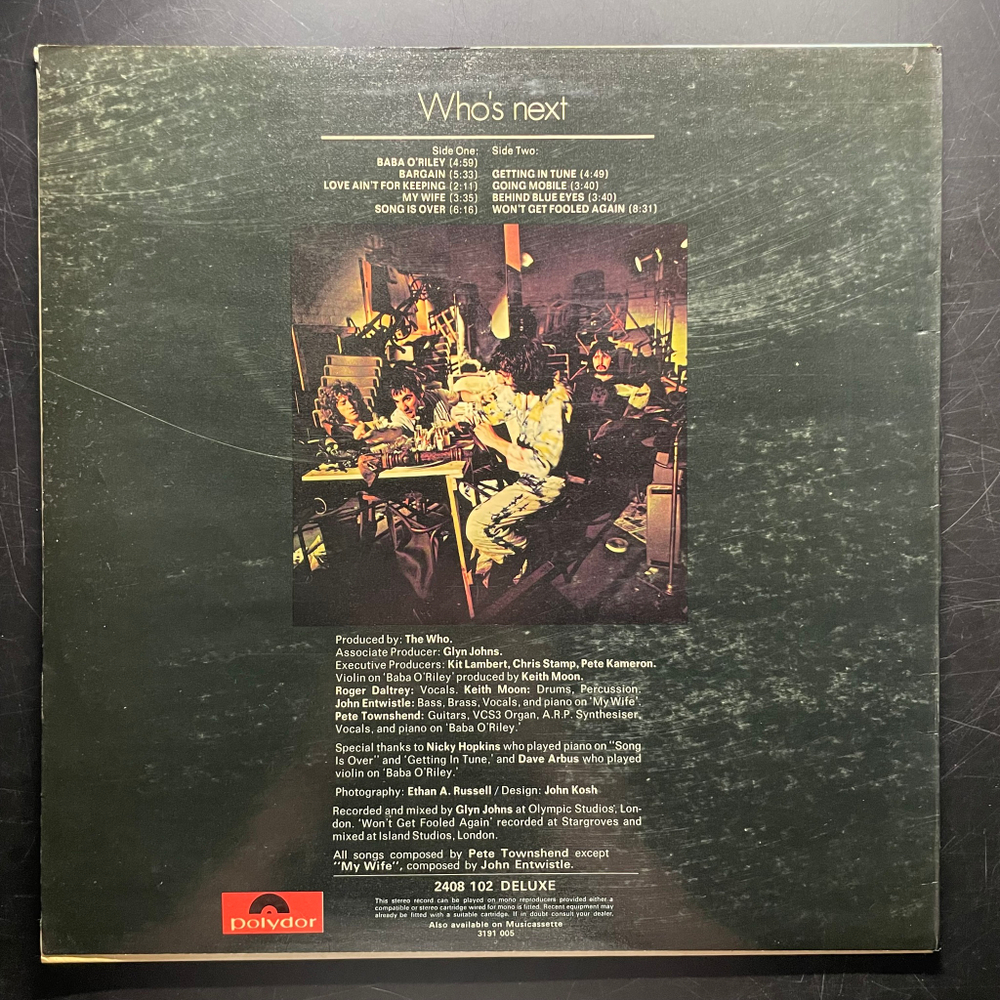 Who's next
Side One:
BABA O'RILEY (4:59)
BARGAIN (5:33)
LOVE AIN'T FOR KEEPING (2:11)
MY WIFE (3:35)
SONG IS OVER (6:16)
Side Two:
GETTING IN TUNE (4:49)
GOING MOBILE (3:40)
BEHIND BLUE EYES (3:40)
WON'T GET FOOLED AGAIN (8:31)
Produced by: The Who.
Associate Producer: Glyn Johns.
Executive Producers: Kit Lambert, Chris Stamp, Pete Kameron.
Violin on 'Baba O'Riley' produced by Keith Moon.
Roger Daltrey: Vocals. Keith Moon: Drums, Percussion.
John Entwistle: Bass, Brass, Vocals, and piano on 'My Wife'.
Pete Townshend: Guitars, VCS3 Organ, A.R.P. Synthesiser,
Vocals, and piano on 'Baba O'Riley.'
Special thanks to Nicky Hopkins who played piano on "Song
Is Over" and 'Getting In Tune,' and Dave Arbus who played
violin on 'Baba O'Riley.'
Photography: Ethan A. Russell / Design: John Kosh
Recorded and mixed by Glyn Johns at Olympic Studios, Lon-
don. 'Won't Get Fooled Again' recorded at Stargroves and
mixed at Island Studios, London.
All songs composed by Pete Townshend except
"My Wife", composed by John Entwistle.
2408 102 DELUXE
This stereo record can be played on mono reproducers provided either a
compatible or stereo cartridge wired for mono is fitted. Recent equipment may
already be fitted with a suitable cartridge. If in doubt consult your dealer.
Also available on Musicassette
3191 005
polydor